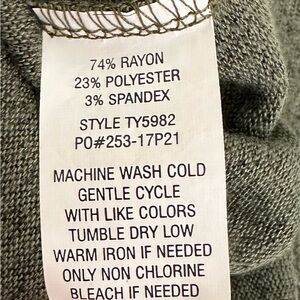 74% RAYON
23% POLYESTER
3% SPANDEX
STYLE TY5982
PO#253-17P21
MACHINE WASH COLD
GENTLE CYCLE
WITH LIKE COLORS
TUMBLE DRY LOW
WARM IRON IF NEEDED
ONLY NON CHLORINE
BLEACH IF NEEDED